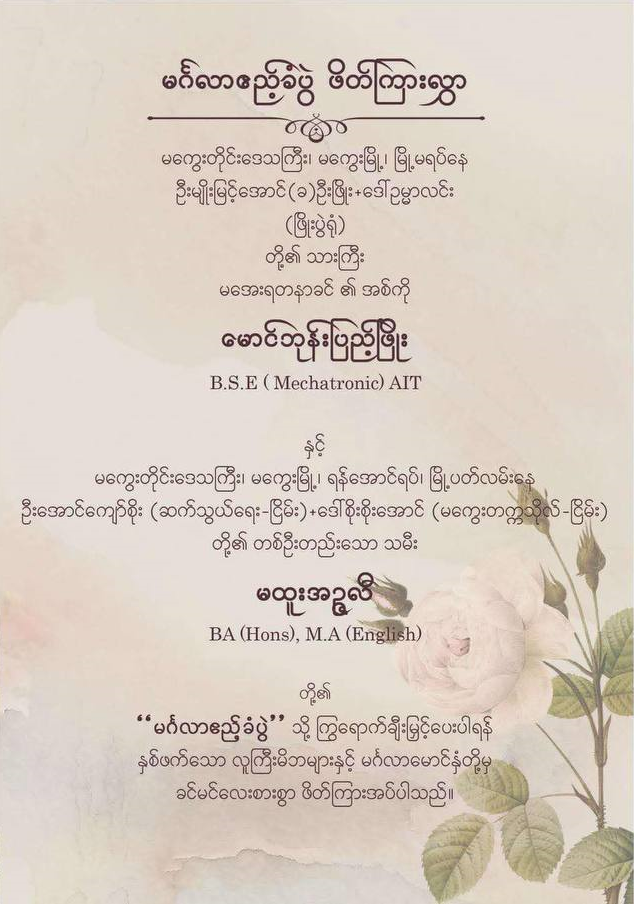 မင်္ဂလာဧည့်ခံပွဲ ဖိတ်ကြားလွှာ
မကွေးတိုင်းဒေသကြီး၊ မကွေးမြို့၊ မြို့မရပ်နေ
ဦးမျိုးမြင့်အောင်(ခ)ဦးဖြိုး+ဒေါ်ဥမ္မာလင်း
(ဖြိုးပွဲရုံ)
တို့၏ သားကြီး
မအေးရတနာခင် ၏ အစ်ကို
မောင်ဘုန်းပြည့်ဖြိုး
B.S.E ( Mechatronic) AIT
နှင့်
မကွေးတိုင်းဒေသကြီး၊ မကွေးမြို့၊ ရန်အောင်ရပ်၊ မြို့ပတ်လမ်းနေ
ဦးအောင်ကျော်စိုး (ဆက်သွယ်ရေး-ငြိမ်း)+ဒေါ်စိုးစိုးအောင် (မကွေးတက္ကသိုလ်-ငြိမ်း)
တို့၏ တစ်ဦးတည်းသော သမီး
မထူးအဉ္ဇလီ
BA (Hons), M.A (English)
တို့၏
“မင်္ဂလာဧည့်ခံပွဲ” သို့ ကြွရောက်ချီးမြှင့်ပေးပါရန်
နှစ်ဖက်သော လူကြီးမိဘများနှင့် မင်္ဂလာမောင်နှံတို့မှ
ခင်မင်လေးစားစွာ ဖိတ်ကြားအပ်ပါသည်။